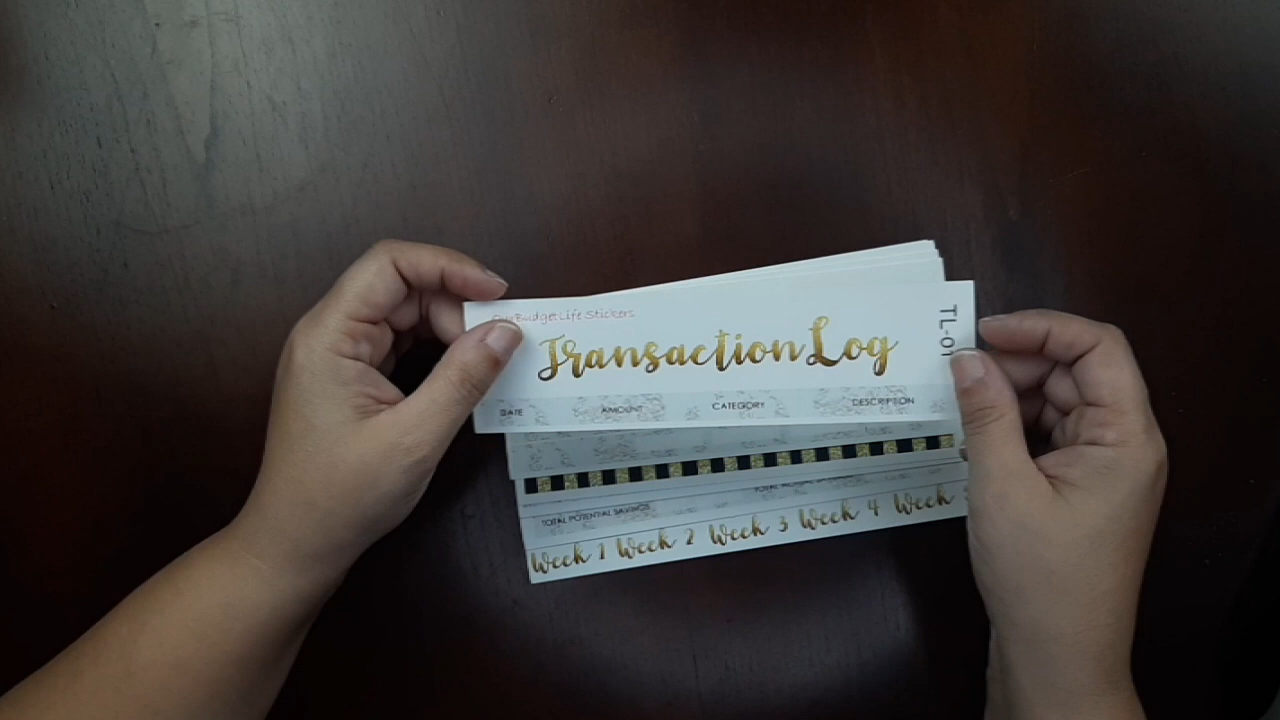 BudgetLife Stickers
Transaction Log
TL-01
DATE AMOUNT CATEGORY DESCRIPTION
TOTAL POTENTIAL SAVINGS
Week 1 Week 2 Week 3 Week 4 Week